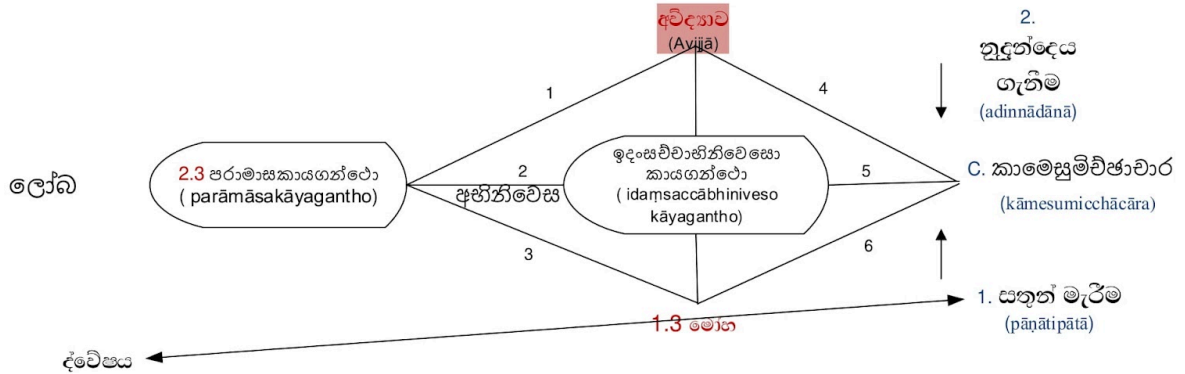 අවිද්‍යාව
(Avijjā)
2.
නුදුන්දෙය
ගැනීම
(adinnādānā)
1
4
ලෝබ
2.3 පරාමාසකායගන්ථො
( parāmāsakāyagantho)
2
අභිනිවෙස
ඉදංසච්චාභිනිවෙසො
කායගන්ථො
( idaṃsaccābhiniveso
kāyagantho)
5
C. කාමෙසුමිච්ඡාචාර
(kāmesumicchācāra)
3
6
1. සතුන් මැරීම
(pāṇātipātā)
1.3 මෝහ
ද්වේෂය